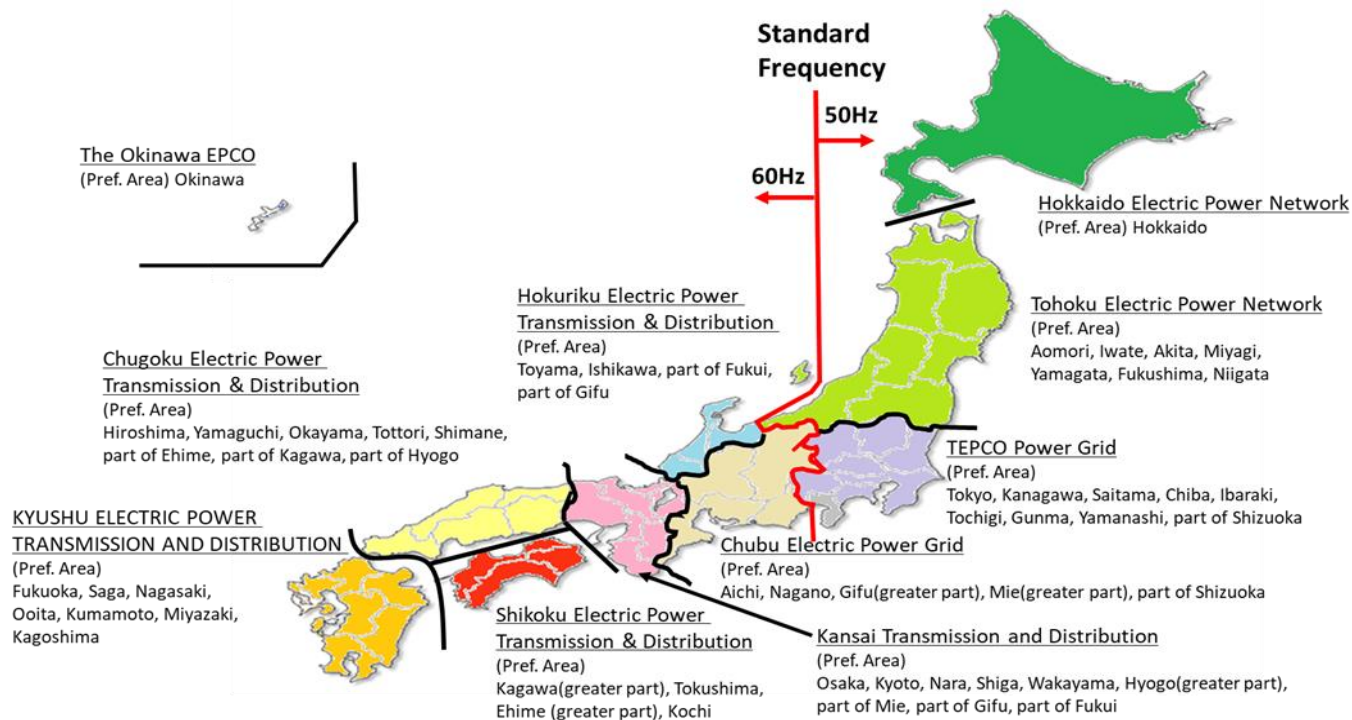 Standard
Frequency
50Hz
60Hz
The Okinawa EPCO
(Pref. Area) Okinawa
Hokkaido Electric Power Network
(Pref. Area) Hokkaido
Hokuriku Electric Power
Transmission & Distribution
(Pref. Area)
Toyama, Ishikawa, part of Fukui,
part of Gifu
Tohoku Electric Power Network
(Pref. Area)
Aomori, Iwate, Akita, Miyagi,
Yamagata, Fukushima, Niigata
Chugoku Electric Power
Transmission & Distribution
(Pref. Area)
Hiroshima, Yamaguchi, Okayama, Tottori, Shimane,
part of Ehime, part of Kagawa, part of Hyogo
TEPCO Power Grid
(Pref. Area)
Tokyo, Kanagawa, Saitama, Chiba, Ibaraki,
Tochigi, Gunma, Yamanashi, part of Shizuoka
KYUSHU ELECTRIC POWER
TRANSMISSION AND DISTRIBUTION
(Pref. Area)
Fukuoka, Saga, Nagasaki,
Ooita, Kumamoto, Miyazaki,
Kagoshima
Chubu Electric Power Grid
(Pref. Area)
Aichi, Nagano, Gifu(greater part), Mie(greater part), part of Shizuoka
Shikoku Electric Power
Transmission & Distribution
(Pref. Area)
Kagawa(greater part), Tokushima,
Ehime (greater part), Kochi
Kansai Transmission and Distribution
(Pref. Area)
Osaka, Kyoto, Nara, Shiga, Wakayama, Hyogo(greater part),
part of Mie, part of Gifu, part of Fukui